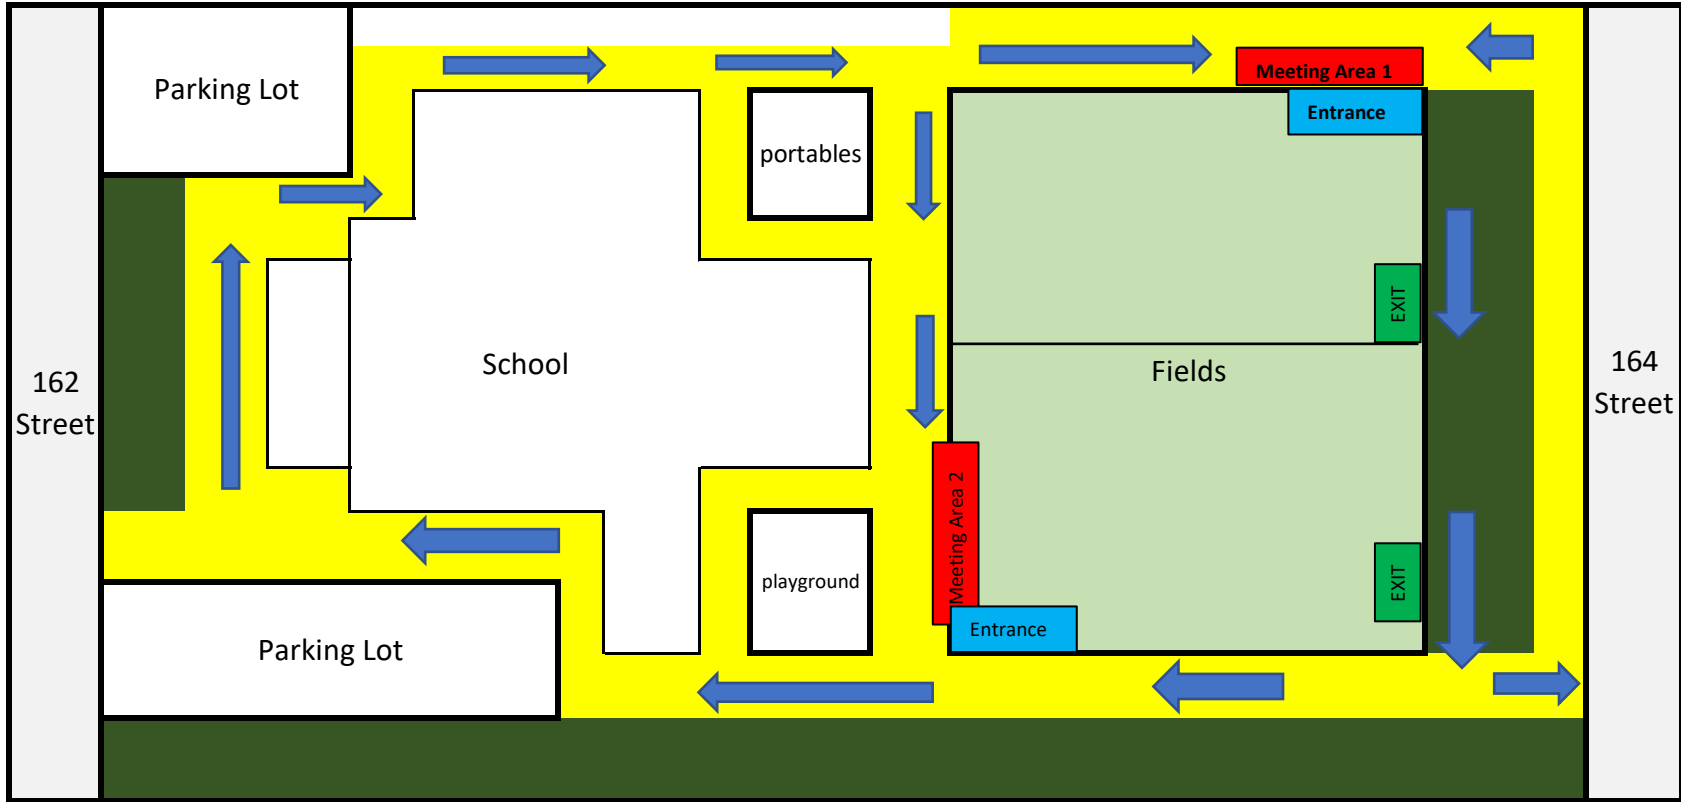 Parking Lot
Meeting Area 1
Entrance
portables
EXIT
School
Fields
162
Street
164
Street
Meeting Area 2
EXIT
playground
Entrance
Parking Lot